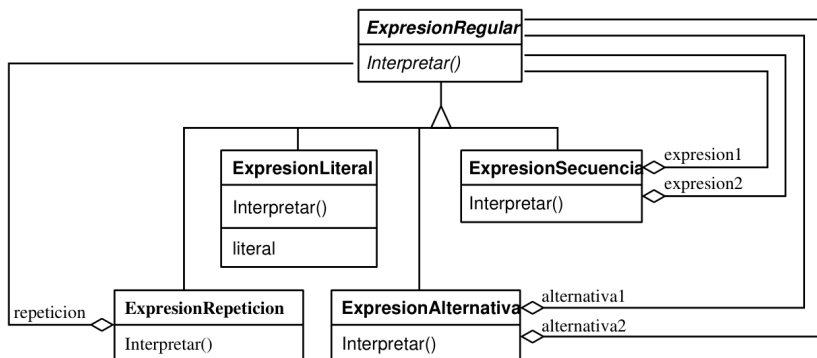 ExpresionRegular
Interpretar()
ExpresionLiteral
Interpretar()
literal
ExpresionSecuencia
Interpretar()
expresion1
expresion2
repeticion
ExpresionRepeticion
Interpretar()
ExpresionAlternativa
Interpretar()
alternativa1
alternativa2